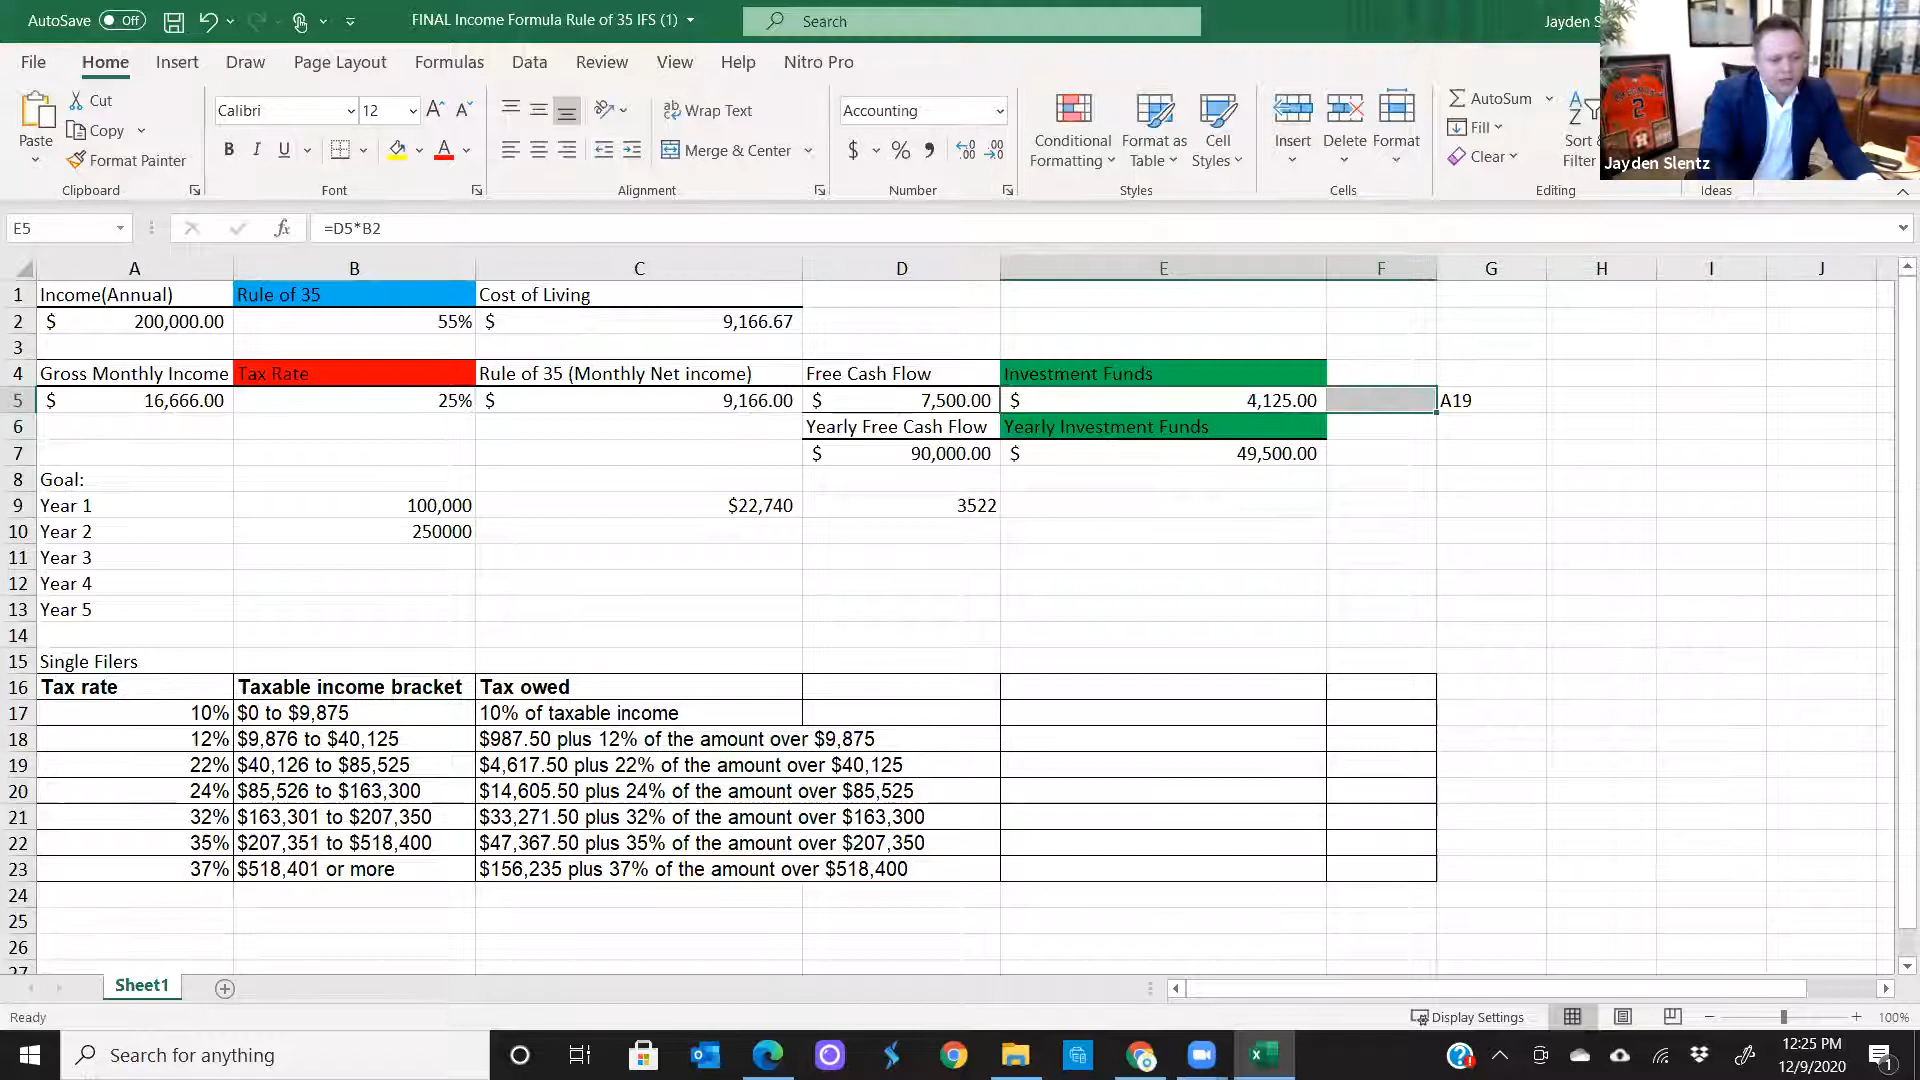 AutoSave Off FINAL Income Formula Rule of 35 IFS (1) Search Jayden S
File Home Insert Draw Page Layout Formulas Data Review View Help Nitro Pro
Paste Cut Copy Format Painter Clipboard
Calibri 12 B I U A Font
Wrap Text Merge & Center Alignment
Accounting $ % Number
Conditional Formatting Format as Table Cell Styles Styles
Insert Delete Format Cells
AutoSum Fill Clear Sort Filter Editing
Ideas
2
Jayden Slentz
E5 fx =D5*B2
A B C D E F G H I J
1 Income(Annual) Rule of 35 Cost of Living
2 $ 200,000.00 55% $ 9,166.67
3
4 Gross Monthly Income Tax Rate Rule of 35 (Monthly Net income) Free Cash Flow Investment Funds
5 $ 16,666.00 25% $ 9,166.00 $ 7,500.00 $ 4,125.00 A19
6 Yearly Free Cash Flow Yearly Investment Funds
7 $ 90,000.00 $ 49,500.00
8 Goal:
9 Year 1 100,000 $22,740 3522
10 Year 2 250000
11 Year 3
12 Year 4
13 Year 5
14
15 Single Filers
16 Tax rate Taxable income bracket Tax owed
17 10% $0 to $9,875 10% of taxable income
18 12% $9,876 to $40,125 $987.50 plus 12% of the amount over $9,875
19 22% $40,126 to $85,525 $4,617.50 plus 22% of the amount over $40,125
20 24% $85,526 to $163,300 $14,605.50 plus 24% of the amount over $85,525
21 32% $163,301 to $207,350 $33,271.50 plus 32% of the amount over $163,300
22 35% $207,351 to $518,400 $47,367.50 plus 35% of the amount over $207,350
23 37% $518,401 or more $156,235 plus 37% of the amount over $518,400
24
25
26
27
Sheet1
Ready Display Settings 100%
Search for anything
12:25 PM
12/9/2020
1